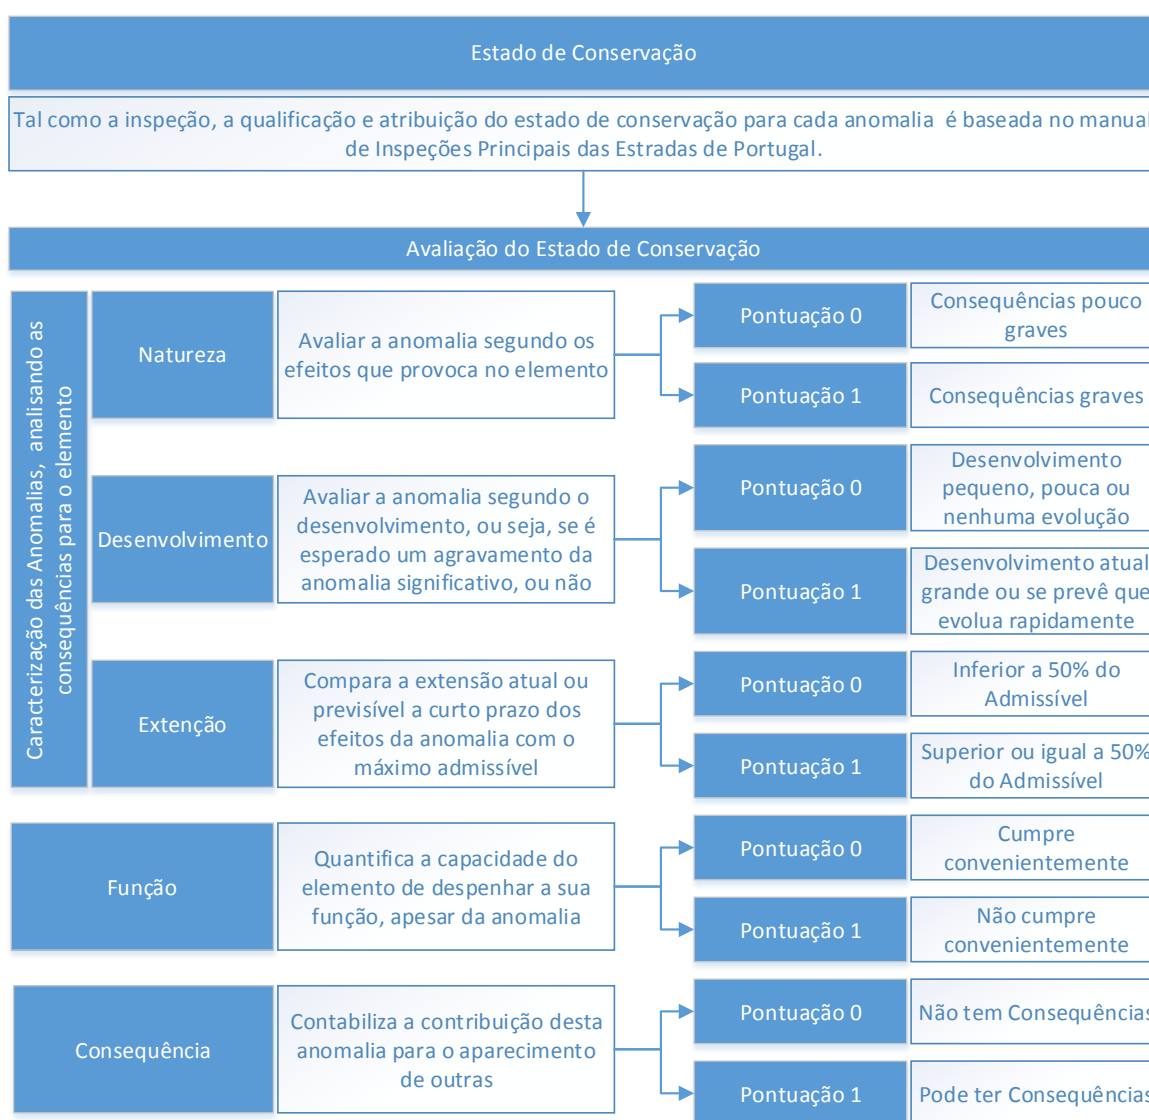 Estado de Conservação
Tal como a inspeção, a qualificação e atribuição do estado de conservação para cada anomalia é baseada no manual
de Inspeções Principais das Estradas de Portugal.
Avaliação do Estado de Conservação
Caracterização das Anomalias, analisando as
consequências para o elemento
Natureza
Avaliar a anomalia segundo os
efeitos que provoca no elemento
Pontuação 0
Consequências pouco
graves
Pontuação 1
Consequências graves
Desenvolvimento
Avaliar a anomalia segundo o
desenvolvimento, ou seja, se é
esperado um agravamento da
anomalia significativo, ou não
Pontuação 0
Desenvolvimento
pequeno, pouca ou
nenhuma evolução
Pontuação 1
Desenvolvimento atual
grande ou se prevê que
evolua rapidamente
Extenção
Compara a extensão atual ou
previsível a curto prazo dos
efeitos da anomalia com o
máximo admissível
Pontuação 0
Inferior a 50% do
Admissível
Pontuação 1
Superior ou igual a 50%
do Admissível
Função
Quantifica a capacidade do
elemento de despenhar a sua
função, apesar da anomalia
Pontuação 0
Cumpre
convenientemente
Pontuação 1
Não cumpre
convenientemente
Consequência
Contabiliza a contribuição desta
anomalia para o aparecimento
de outras
Pontuação 0
Não tem Consequências
Pontuação 1
Pode ter Consequências